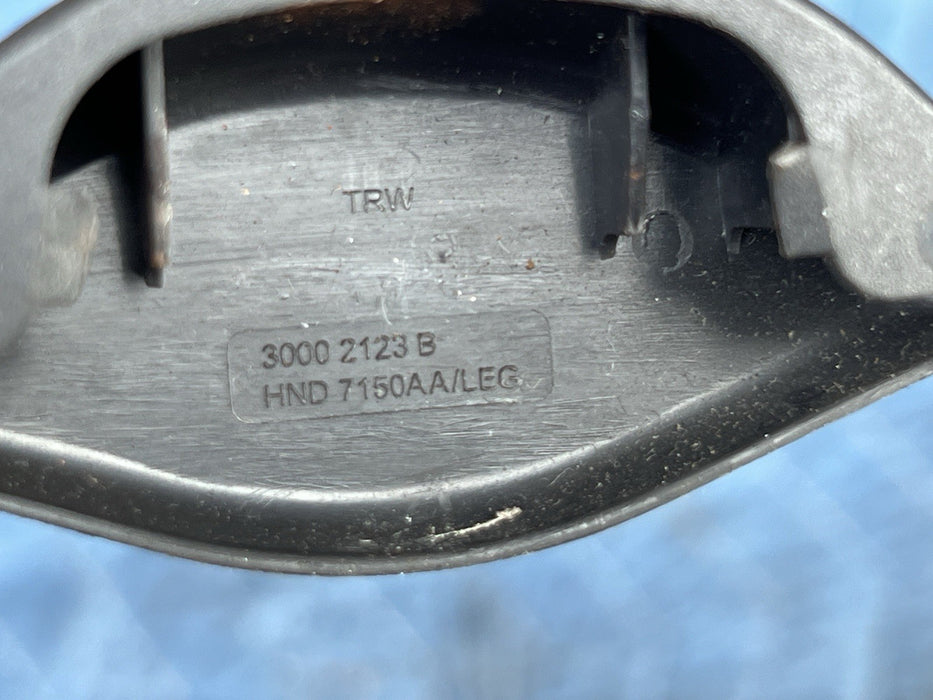 TRW
3000 2123 B
HND 7150AA/LEG